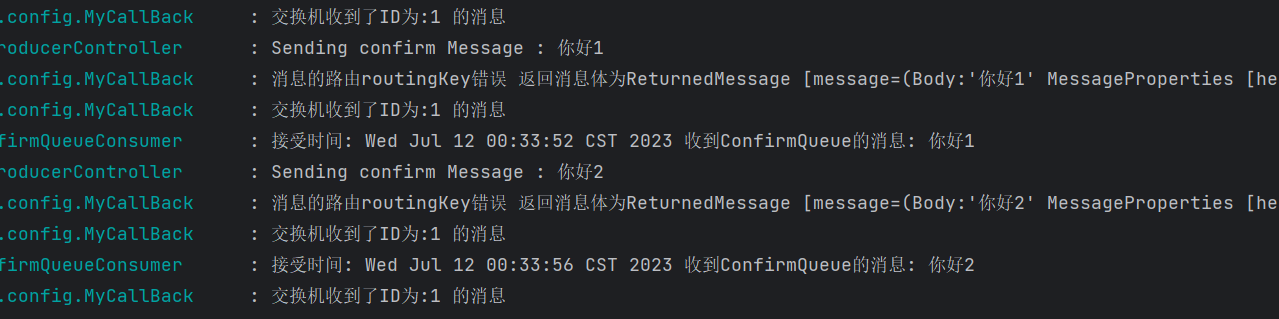 .config.MyCallBack : 交换机收到了ID为:1 的消息
roducerController : Sending confirm Message : 你好1
.config.MyCallBack : 消息的路由routingKey错误 返回消息体为ReturnedMessage [message=(Body:'你好1' MessageProperties [he
.config.MyCallBack : 交换机收到了ID为:1 的消息
firmQueueConsumer : 接受时间: Wed Jul 12 00:33:52 CST 2023 收到ConfirmQueue的消息: 你好1
roducerController : Sending confirm Message : 你好2
.config.MyCallBack : 消息的路由routingKey错误 返回消息体为ReturnedMessage [message=(Body:'你好2' MessageProperties [he
.config.MyCallBack : 交换机收到了ID为:1 的消息
firmQueueConsumer : 接受时间: Wed Jul 12 00:33:56 CST 2023 收到ConfirmQueue的消息: 你好2
.config.MyCallBack : 交换机收到了ID为:1 的消息